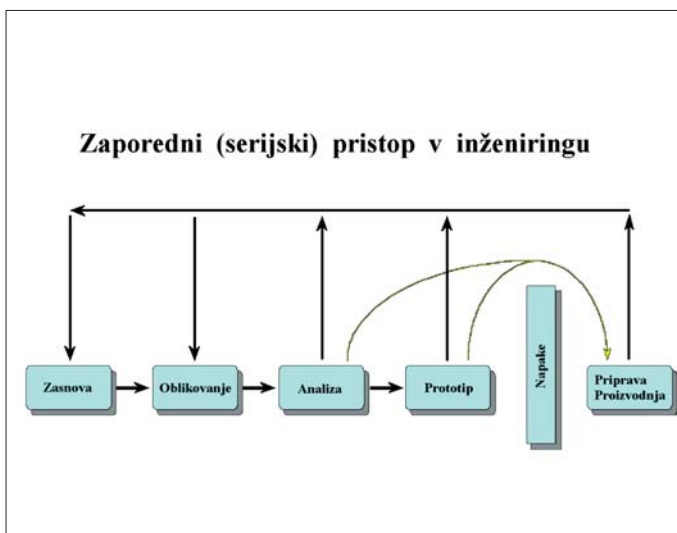 Zaporedni (serijski) pristop v inženiringu
Zasnova
Oblikovanje
Analiza
Prototip
Napake
Priprava
Proizvodnja